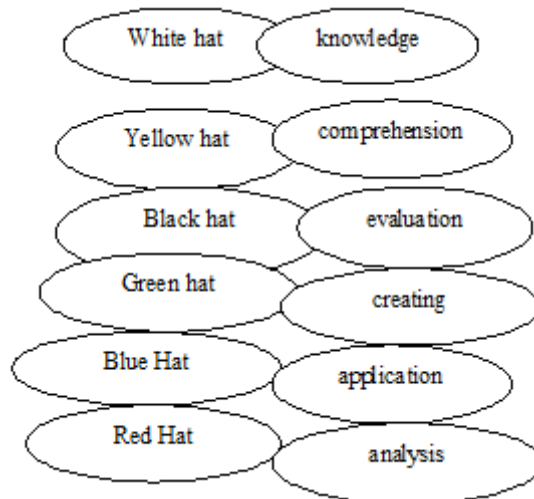 White hat knowledge
Yellow hat comprehension
Black hat evaluation
Green hat creating
Blue Hat application
Red Hat analysis